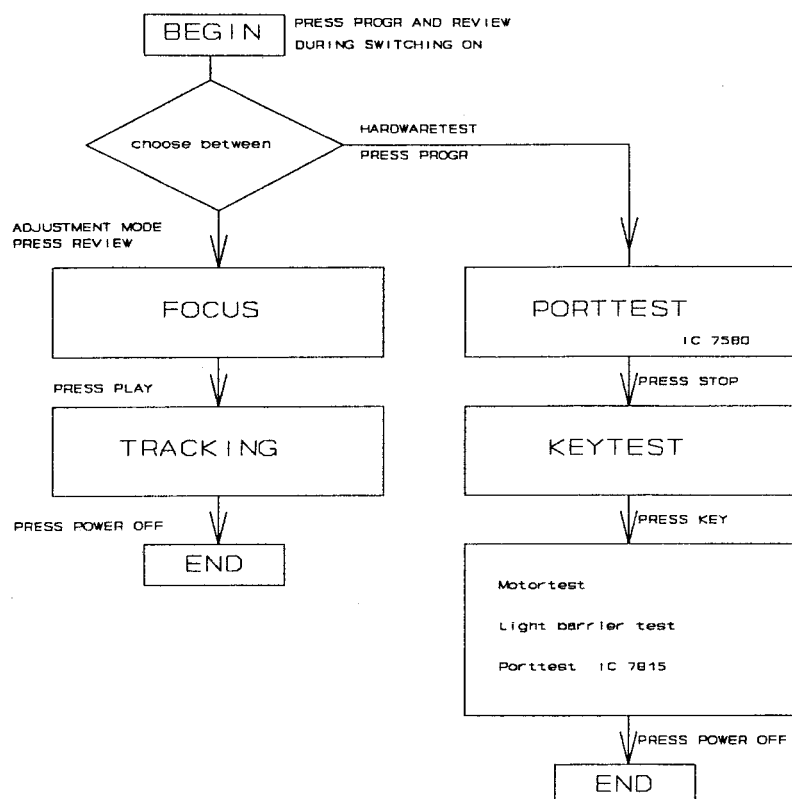 BEGIN
PRESS PROGR AND REVIEW
DURING SWITCHING ON
choose between
HARDWARETEST
PRESS PROGR
ADJUSTMENT MODE
PRESS REVIEW
FOCUS
PRESS PLAY
TRACKING
PRESS POWER OFF
END
PORTTEST
IC 7580
PRESS STOP
KEYTEST
PRESS KEY
Motortest
Light barrier test
Porttest IC 7815
PRESS POWER OFF
END